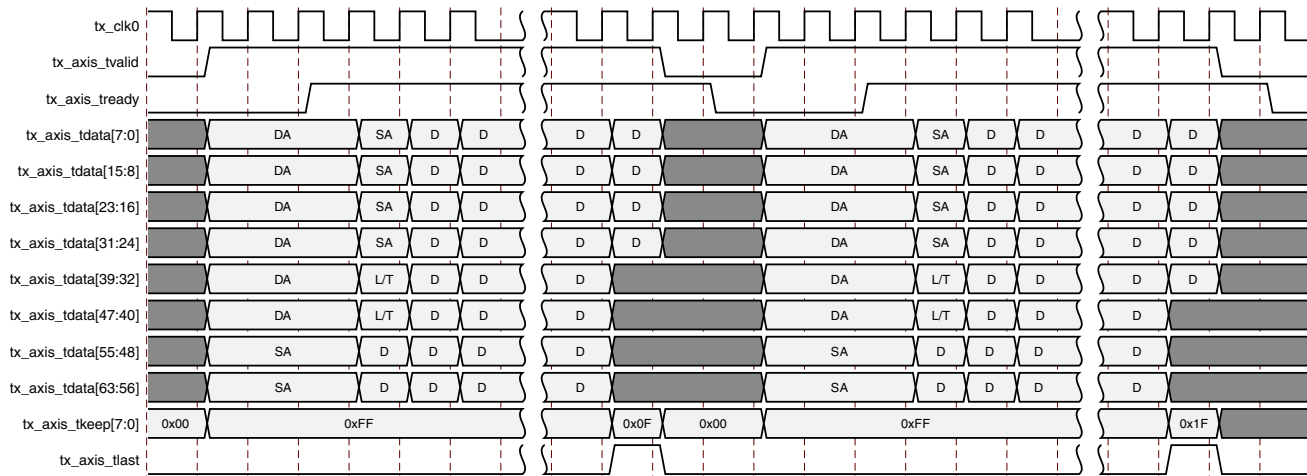 tx_clk0
tx_axis_tvalid
tx_axis_tready
tx_axis_tdata[7:0] DA SA D D D D DA SA D D D D
tx_axis_tdata[15:8] DA SA D D D D DA SA D D D D
tx_axis_tdata[23:16] DA SA D D D D DA SA D D D D
tx_axis_tdata[31:24] DA SA D D D D DA SA D D D D
tx_axis_tdata[39:32] DA L/T D D D DA L/T D D D D
tx_axis_tdata[47:40] DA L/T D D D DA L/T D D D
tx_axis_tdata[55:48] SA D D D D SA D D D D
tx_axis_tdata[63:56] SA D D D D SA D D D D
tx_axis_tkeep[7:0] 0x00 0xFF 0x0F 0x00 0xFF 0x1F
tx_axis_tlast